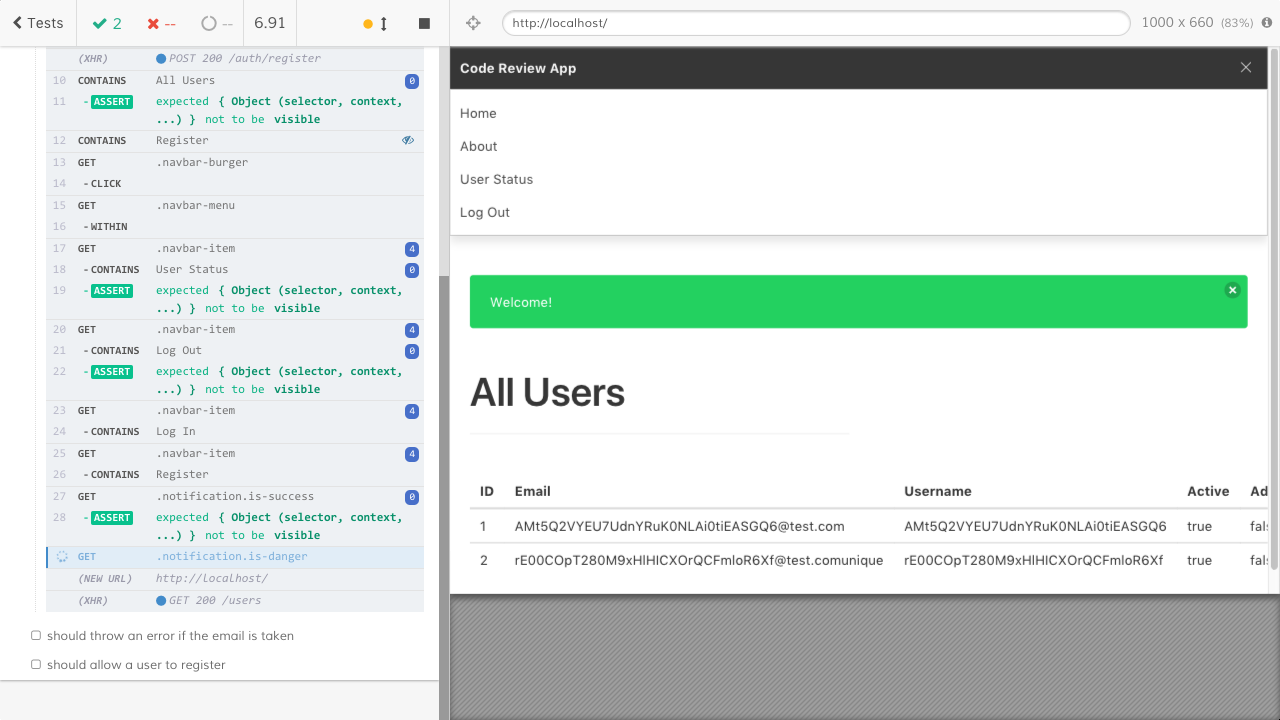 Tests
2
--
--
6.91
http://localhost/
1000 x 660 (83%)
(XHR) POST 200 /auth/register
10 CONTAINS All Users 0
11 - ASSERT expected { Object (selector, context,
...) } not to be visible
12 CONTAINS Register
13 GET .navbar-burger
14 - CLICK
15 GET .navbar-menu
16 - WITHIN
17 GET .navbar-item 4
18 - CONTAINS User Status 0
19 - ASSERT expected { Object (selector, context,
...) } not to be visible
20 GET .navbar-item 4
21 - CONTAINS Log Out 0
22 - ASSERT expected { Object (selector, context,
...) } not to be visible
23 GET .navbar-item 4
24 - CONTAINS Log In
25 GET .navbar-item 4
26 - CONTAINS Register
27 GET .notification.is-success 0
28 - ASSERT expected { Object (selector, context,
...) } not to be visible
GET .notification.is-danger
(NEW URL) http://localhost/
(XHR) GET 200 /users
should throw an error if the email is taken
should allow a user to register
Code Review App
Home
About
User Status
Log Out
Welcome!
All Users
ID Email Username Active Ad
1 AMt5Q2VYEU7UdnYRuK0NLAi0tiEASGQ6@test.com AMt5Q2VYEU7UdnYRuK0NLAi0tiEASGQ6 true fals
2 rE00COpT280M9xHlHICXOrQCFmloR6Xf@test.comunique rE00COpT280M9xHlHICXOrQCFmloR6Xf true fals